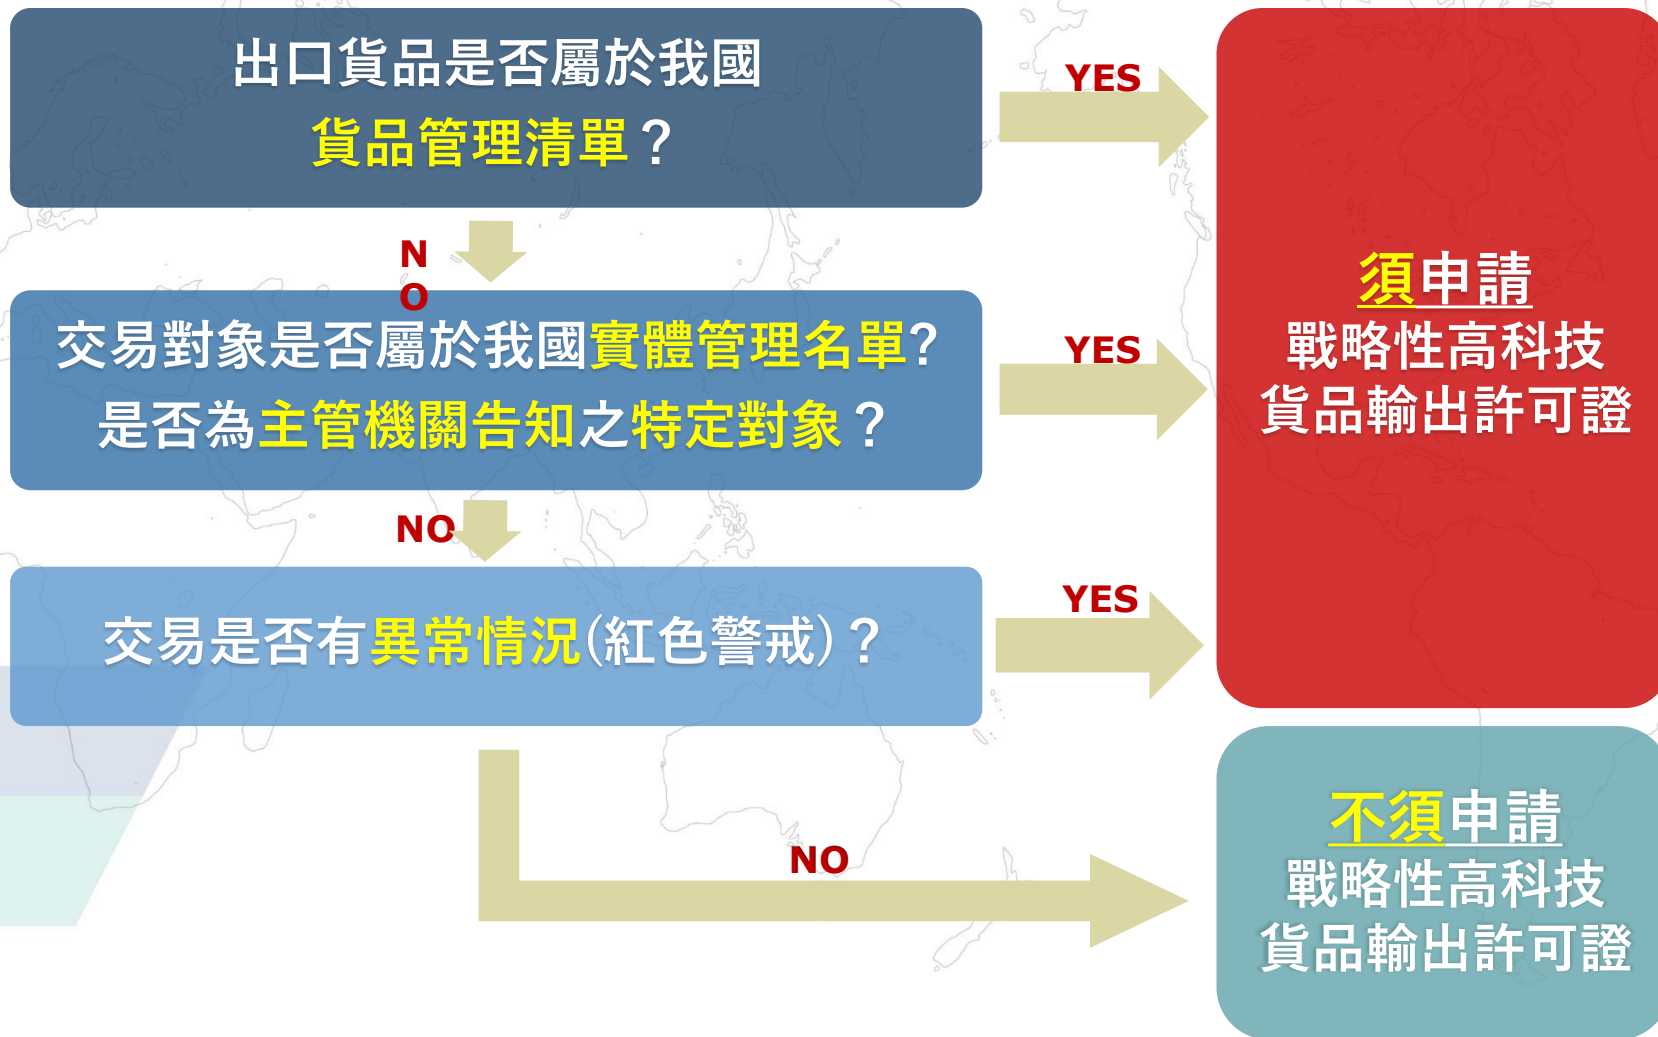 出口貨品是否屬於我國
貨品管理清單？
YES
N
O
交易對象是否屬於我國實體管理名單?
是否為主管機關告知之特定對象？
YES
NO
交易是否有異常情況(紅色警戒)？
YES
NO
須申請
戰略性高科技
貨品輸出許可證
不須申請
戰略性高科技
貨品輸出許可證